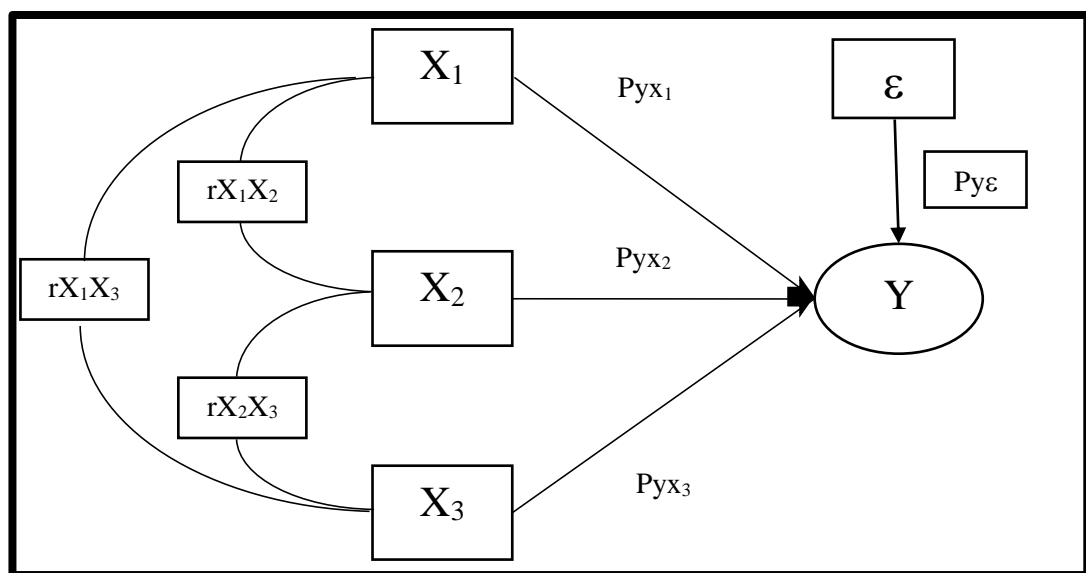 X₁
Pyx₁
ε
Pyε
rX₁X₂
rX₁X₃
X₂
Pyx₂
Y
rX₂X₃
X₃
Pyx₃